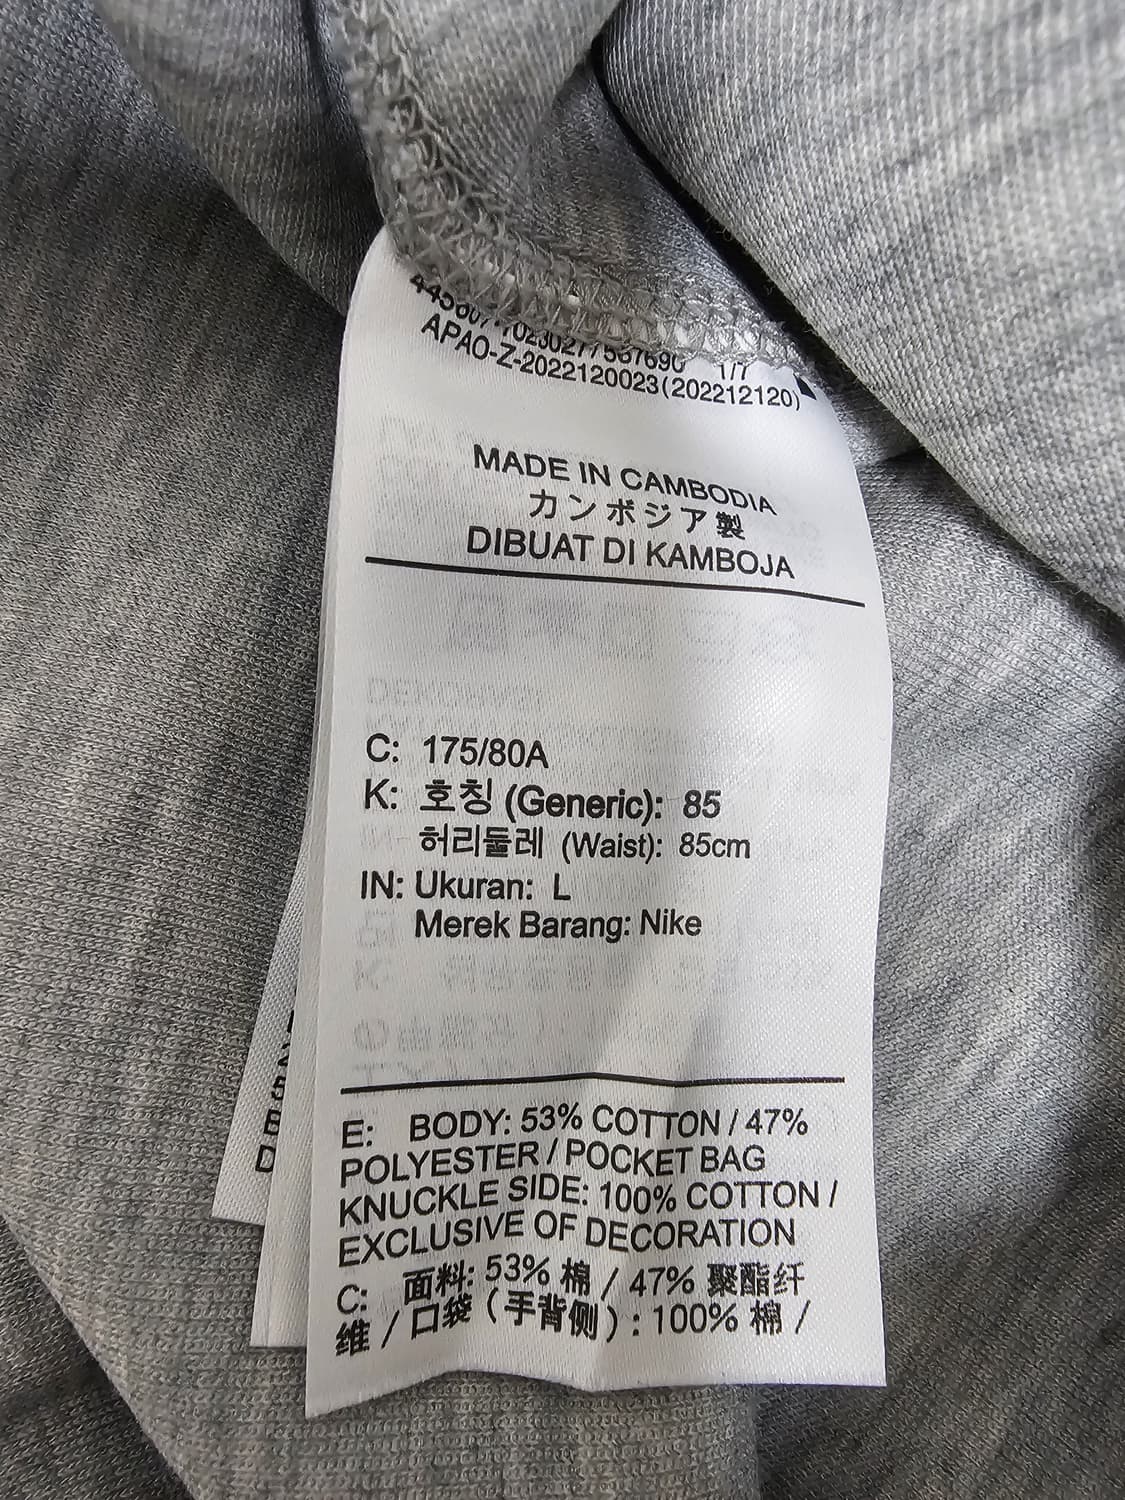 1/7
APAO-Z-2022120023(202212120)
MADE IN CAMBODIA
カンボジア製
DIBUAT DI KAMBOJA
C: 175/80A
K: 호칭 (Generic): 85
허리둘레 (Waist): 85cm
IN: Ukuran: L
Merek Barang: Nike
E: BODY: 53% COTTON / 47%
POLYESTER / POCKET BAG
KNUCKLE SIDE: 100% COTTON /
EXCLUSIVE OF DECORATION
C: 面料: 53% 棉 / 47% 聚酯纤
维 / 口袋 (手背侧) : 100% 棉 /